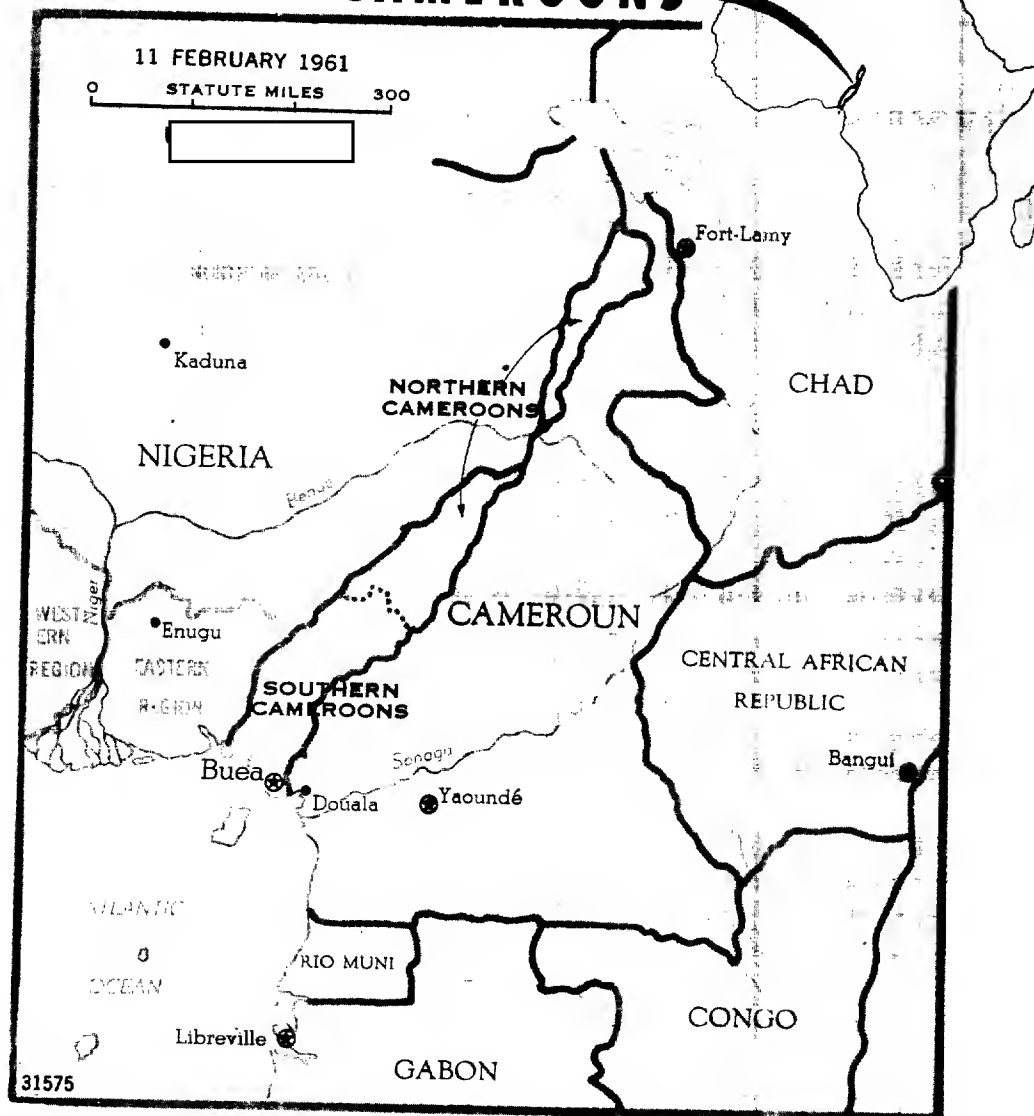 11 FEBRUARY 1961
0 STATUTE MILES 300
Fort-Lamy
Kaduna
NORTHERN
CAMEROONS
CHAD
NIGERIA
Benue
Niger
WEST
ERN
REGION
Enugu
EASTERN
REGION
CAMEROUN
CENTRAL AFRICAN
REPUBLIC
SOUTHERN
CAMEROONS
Sanaga
Bangui
Buea
Douala
Yaoundé
ATLANTIC
OCEAN
RIO MUNI
CONGO
Libreville
GABON
31575